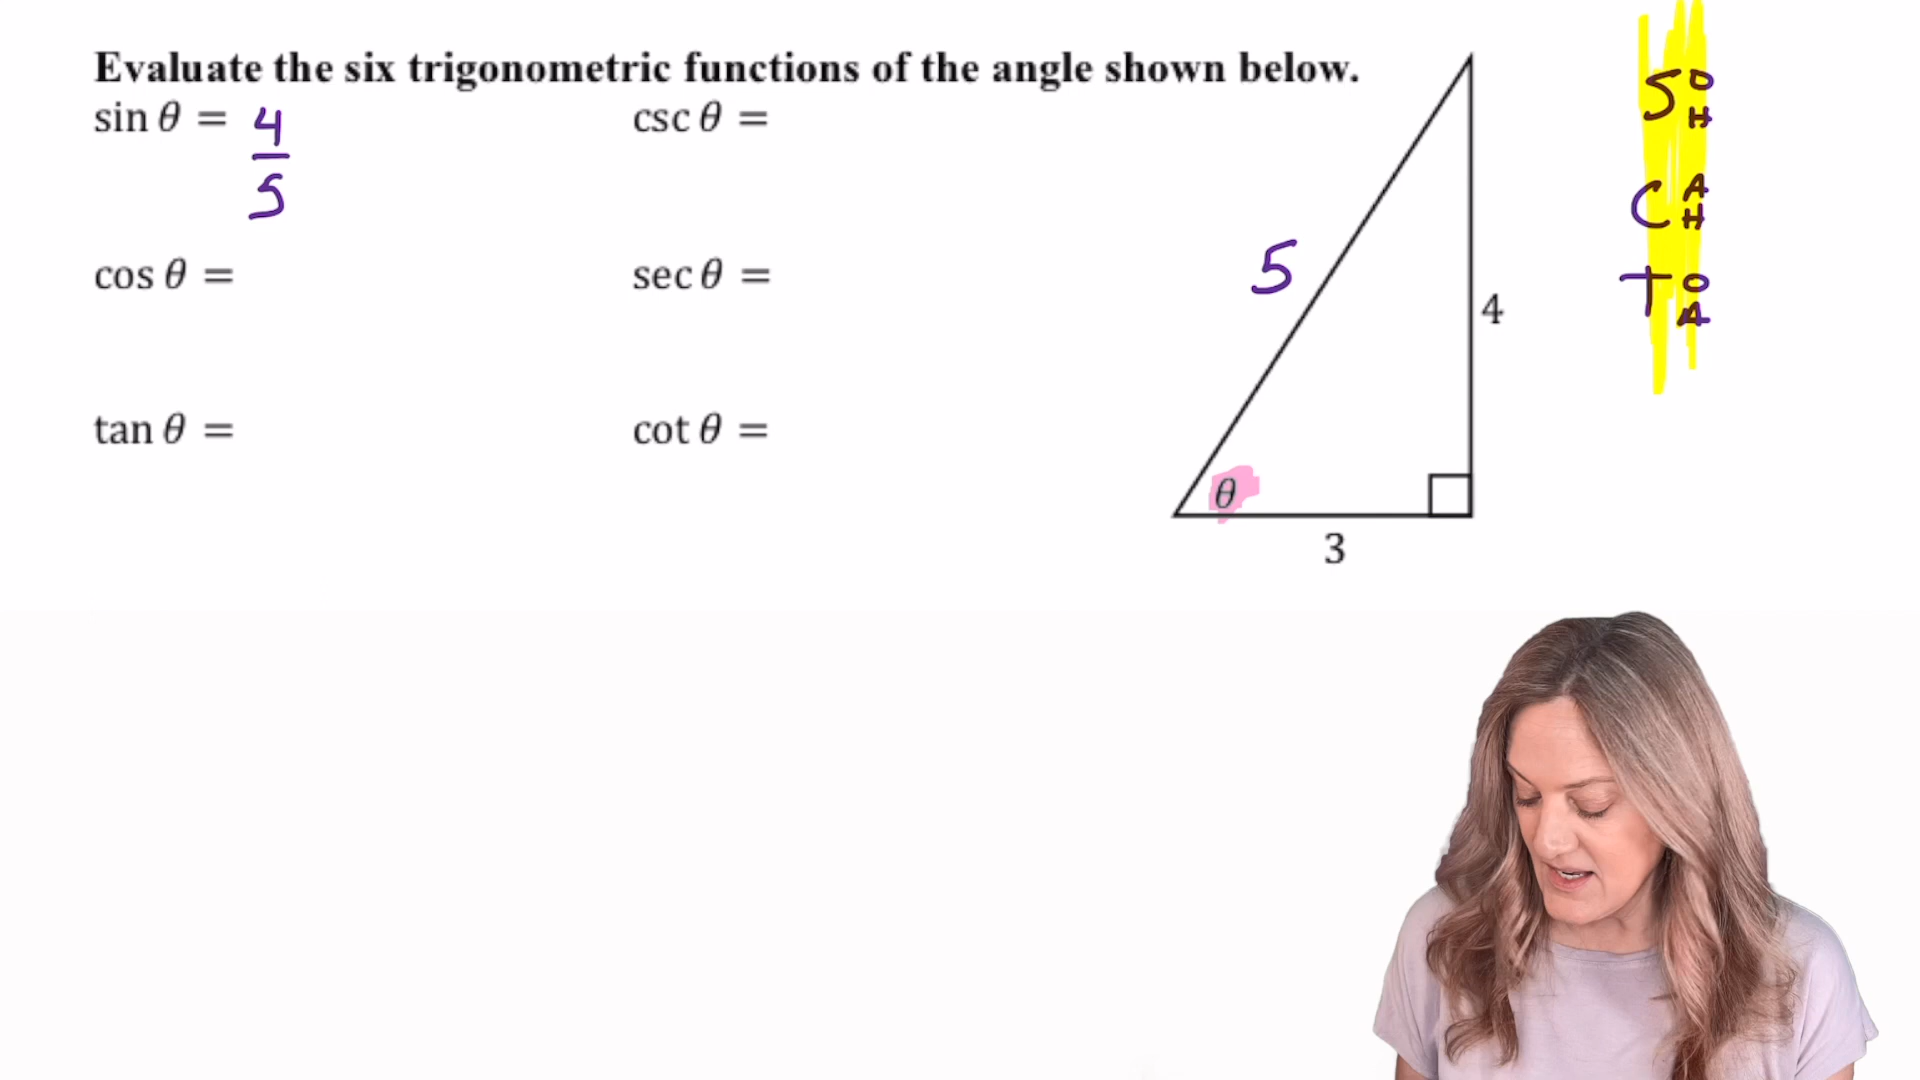 Evaluate the six trigonometric functions of the angle shown below.
sin θ = 4/5
csc θ =
cos θ =
sec θ =
tan θ =
cot θ =
5
4
θ
3
S O/H
C A/H
T O/A